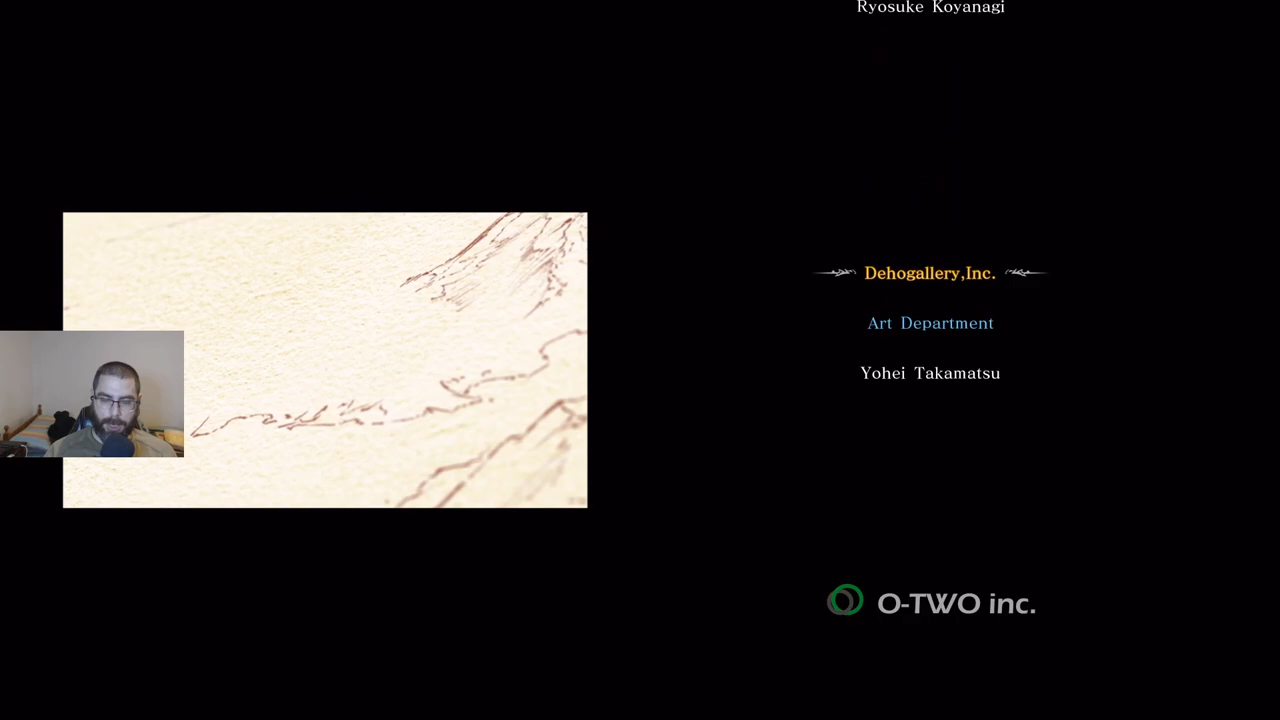 Ryosuke Koyanagi
Dehogallery,Inc.
Art Department
Yohei Takamatsu
O-TWO inc.